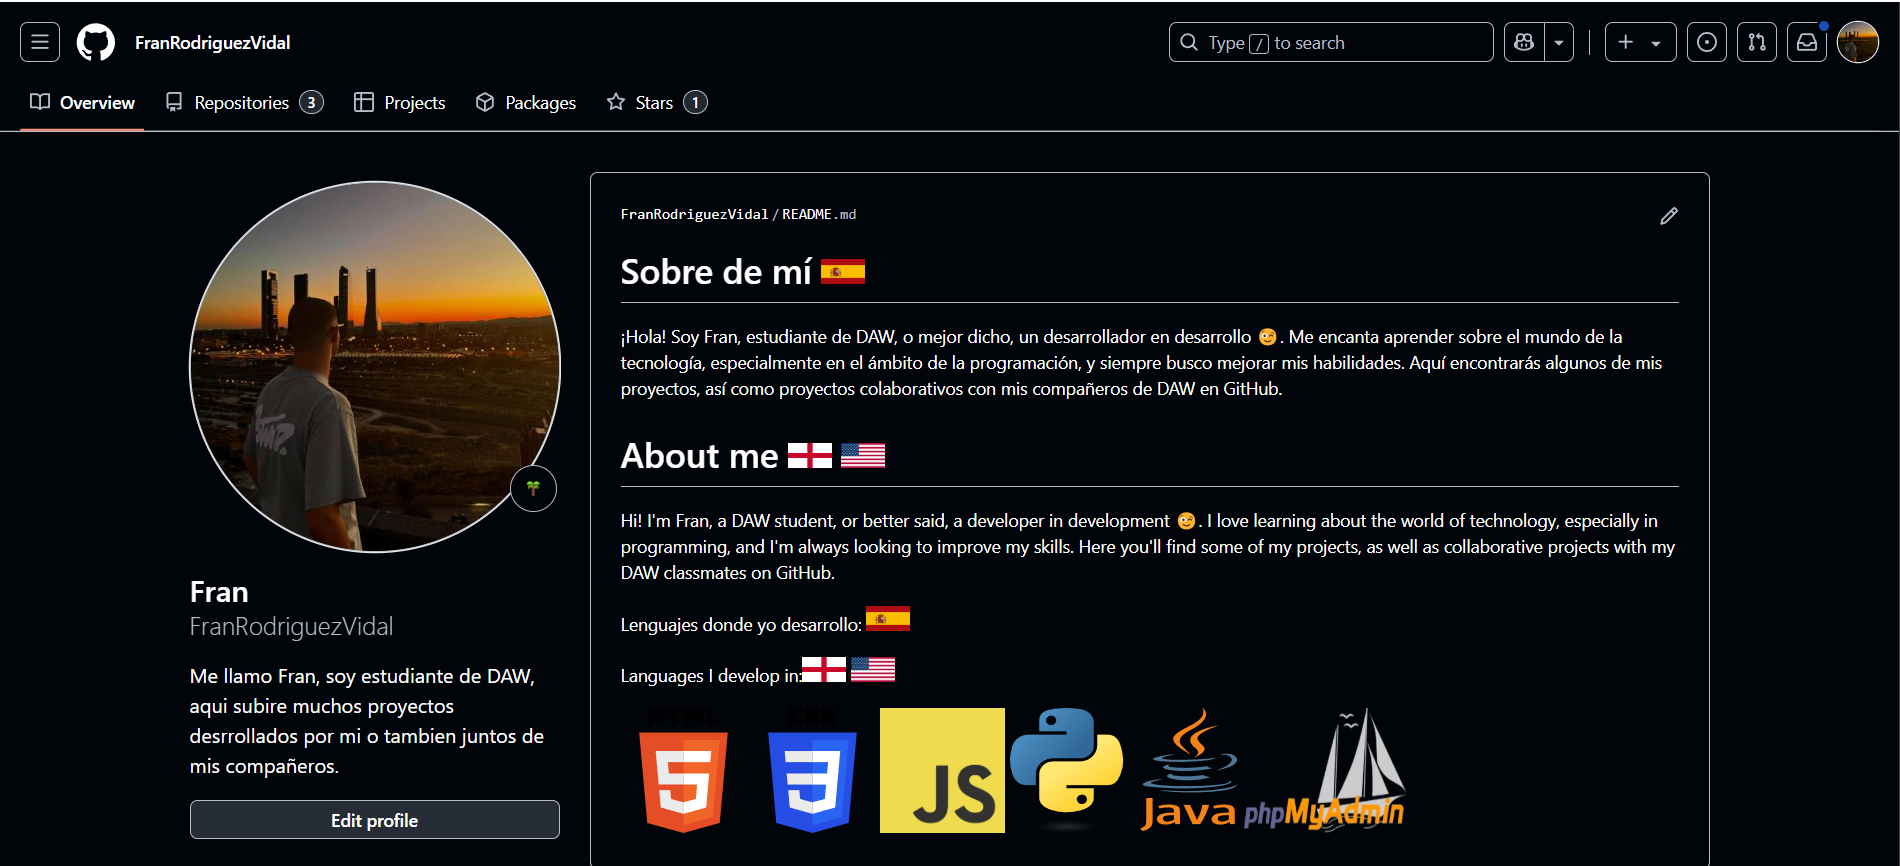 FranRodriguezVidal
Type / to search
Overview
Repositories 3
Projects
Packages
Stars 1
Fran
FranRodriguezVidal
Me llamo Fran, soy estudiante de DAW,
aqui subire muchos proyectos
desrrollados por mi o tambien juntos de
mis compañeros.
Edit profile
FranRodriguezVidal/README.md
Sobre de mí
¡Hola! Soy Fran, estudiante de DAW, o mejor dicho, un desarrollador en desarrollo 😉. Me encanta aprender sobre el mundo de la
tecnología, especialmente en el ámbito de la programación, y siempre busco mejorar mis habilidades. Aquí encontrarás algunos de mis
proyectos, así como proyectos colaborativos con mis compañeros de DAW en GitHub.
About me
Hi! I'm Fran, a DAW student, or better said, a developer in development 😉. I love learning about the world of technology, especially in
programming, and I'm always looking to improve my skills. Here you'll find some of my projects, as well as collaborative projects with my
DAW classmates on GitHub.
Lenguajes donde yo desarrollo:
Languages I develop in:
HTML
5
CSS
3
JS
Java
phpMyAdmin